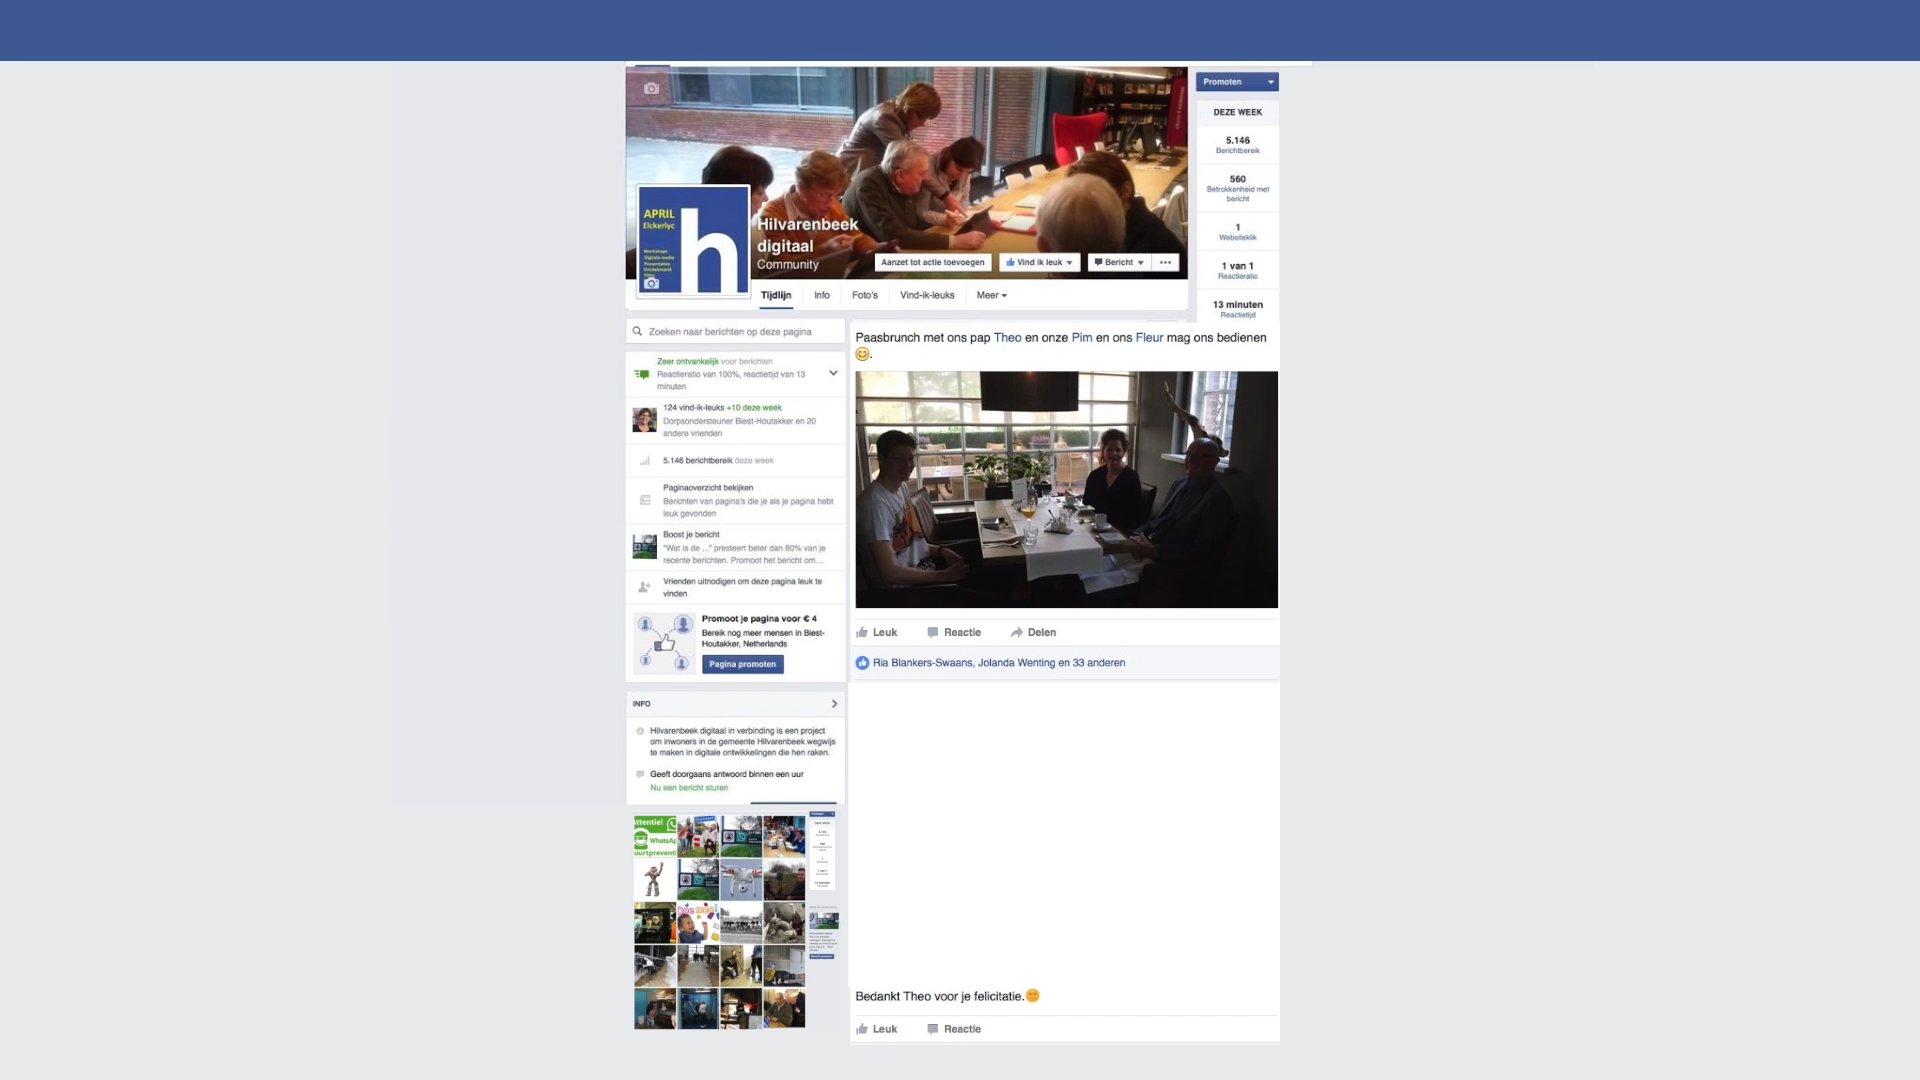 APRIL
Elckerlyc
Workshops
Digitale media
Presentaties
Films
h
Hilvarenbeek
digitaal
Community
Aanzet tot actie toevoegen
Vind ik leuk
Bericht
•••
Tijdlijn
Info
Foto's
Vind-ik-leuks
Meer
Promoten
DEZE WEEK
5.146
Berichtbereik
560
Betrokkenheid met
bericht
1
Websiteklik
1 van 1
Reactieratio
13 minuten
Reactietijd
Zoeken naar berichten op deze pagina
Zeer ontvankelijk voor berichten
Reactieratio van 100%, reactietijd van 13
minuten
124 vind-ik-leuks +10 deze week
Dorpsondersteuner Biest-Houtakker en 20
andere vrienden
5.146 berichtbereik deze week
Paginaoverzicht bekijken
Berichten van pagina's die je als je pagina hebt
leuk gevonden
Boost je bericht
"Wat is de ..." presteert beter dan 80% van je
recente berichten. Promoot het bericht om...
Vrienden uitnodigen om deze pagina leuk te
vinden
Promoot je pagina voor € 4
Bereik nog meer mensen in Biest-
Houtakker, Netherlands
Pagina promoten
INFO
Hilvarenbeek digitaal in verbinding is een project
om inwoners in de gemeente Hilvarenbeek wegwijs
te maken in digitale ontwikkelingen die hen raken.
Geeft doorgaans antwoord binnen een uur
Nu een bericht sturen
ttentie!
WhatsAp
uurtpreventi
Paasbrunch met ons pap Theo en onze Pim en ons Fleur mag ons bedienen
😊.
Leuk
Reactie
Delen
Ria Blankers-Swaans, Jolanda Wenting en 33 anderen
Bedankt Theo voor je felicitatie.
Leuk
Reactie